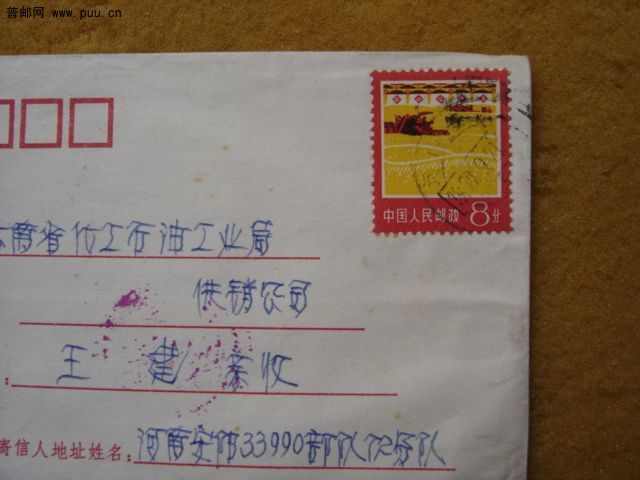 普邮网 www.puu.cn
中国人民邮政 8分
南省化工石油工业局
供销公司
王建 亲收
寄信人地址姓名:河南安阳33990部队服务队